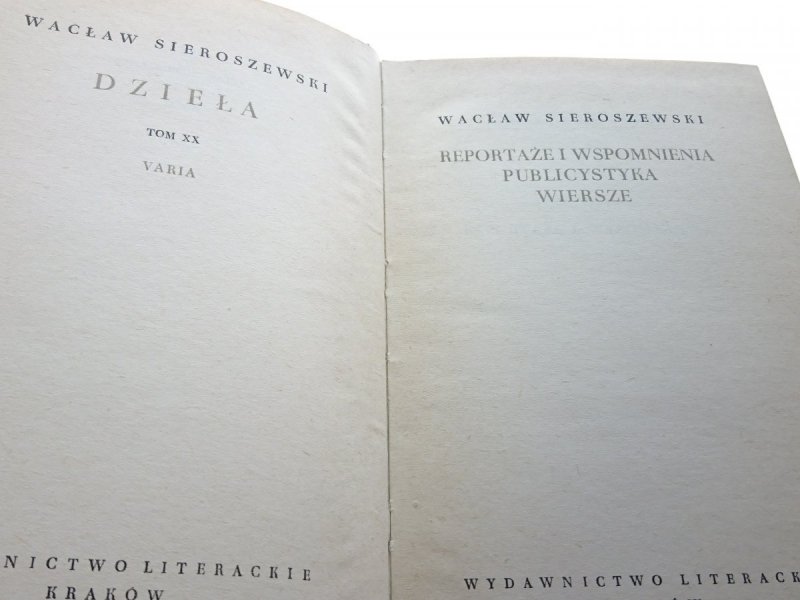 WACŁAW SIEROSZEWSKI
DZIEŁA
TOM XX
VARIA
NICTWO LITERACKIE
KRAKÓW
WACŁAW SIEROSZEWSKI
REPORTAŻE I WSPOMNIENIA
PUBLICYSTYKA
WIERSZE
WYDAWNICTWO LITERACK